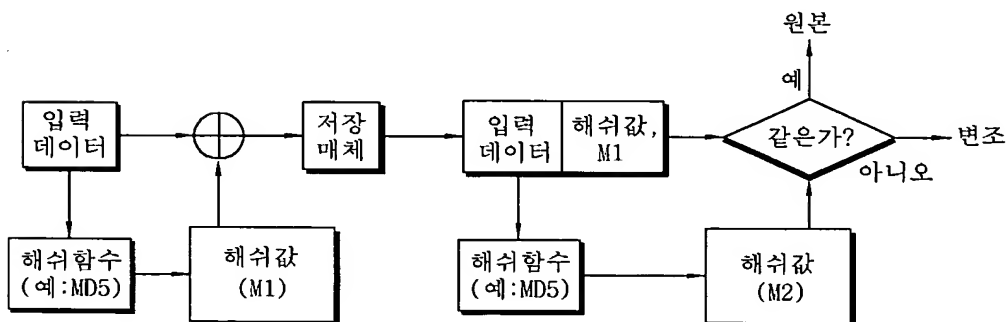 원본
예
입력
데이터
저장
매체
입력
데이터
해쉬값,
M1
같은가?
변조
아니오
해쉬함수
(예:MD5)
해쉬값
(M1)
해쉬함수
(예:MD5)
해쉬값
(M2)